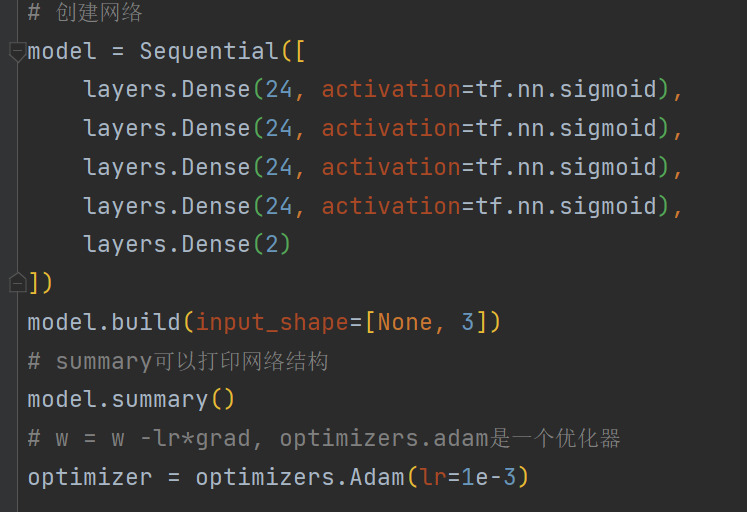 # 创建网络
model = Sequential([
    layers.Dense(24, activation=tf.nn.sigmoid),
    layers.Dense(24, activation=tf.nn.sigmoid),
    layers.Dense(24, activation=tf.nn.sigmoid),
    layers.Dense(24, activation=tf.nn.sigmoid),
    layers.Dense(2)
])
model.build(input_shape=[None, 3])
# summary可以打印网络结构
model.summary()
# w = w -lr*grad, optimizers.adam是一个优化器
optimizer = optimizers.Adam(lr=1e-3)